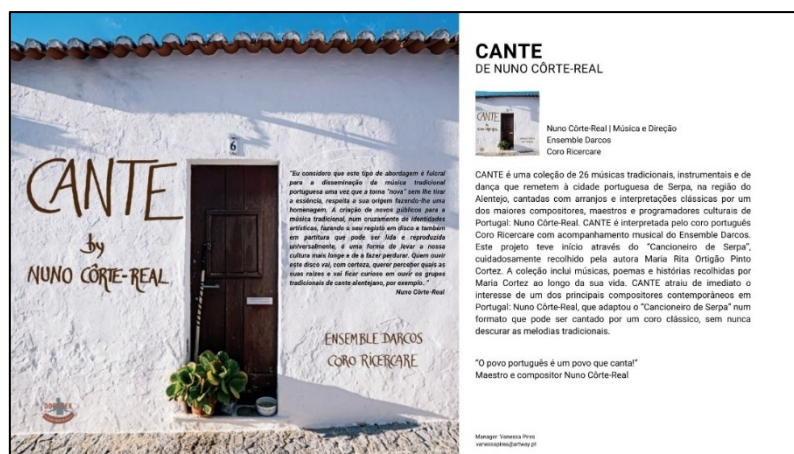 6
CANTE
by
NUNO CÔRTE-REAL
"Eu considero que este tipo de abordagem é fulcral
para a disseminação da música tradicional
portuguesa uma vez que a torna "nova" sem lhe tirar
a essência, respeita a sua origem fazendo-lhe uma
homenagem. A criação de novos públicos para a
música tradicional, num cruzamento de identidades
artísticas, fazendo o seu registo em disco e também
em partitura que pode ser lida e reproduzida
universalmente, é uma forma de levar a nossa
cultura mais longe e de a fazer perdurar. Quem ouvir
este disco vai, com certeza, querer perceber quais as
suas raízes e vai ficar curioso em ouvir os grupos
tradicionais de cante alentejano, por exemplo. "
Nuno Côrte-Real
ENSEMBLE DARCOS
CORO RICERCARE
CANTE
DE NUNO CÔRTE-REAL
CANTE
Nuno Côrte-Real | Música e Direção
Ensemble Darcos
Coro Ricercare
CANTE é uma coleção de 26 músicas tradicionais, instrumentais e de
dança que remetem à cidade portuguesa de Serpa, na região do
Alentejo, cantadas com arranjos e interpretações clássicas por um
dos maiores compositores, maestros e programadores culturais de
Portugal: Nuno Côrte-Real. CANTE é interpretada pelo coro português
Coro Ricercare com acompanhamento musical do Ensemble Darcos.
Este projeto teve início através do "Cancioneiro de Serpa",
cuidadosamente recolhido pela autora Maria Rita Ortigão Pinto
Cortez. A coleção inclui músicas, poemas e histórias recolhidas por
Maria Cortez ao longo da sua vida. CANTE atraiu de imediato o
interesse de um dos principais compositores contemporâneos em
Portugal: Nuno Côrte-Real, que adaptou o "Cancioneiro de Serpa" num
formato que pode ser cantado por um coro clássico, sem nunca
descurar as melodias tradicionais.
"O povo português é um povo que canta!"
Maestro e compositor Nuno Côrte-Real
Manager: Vanessa Pires
vanessapires@artway.pt